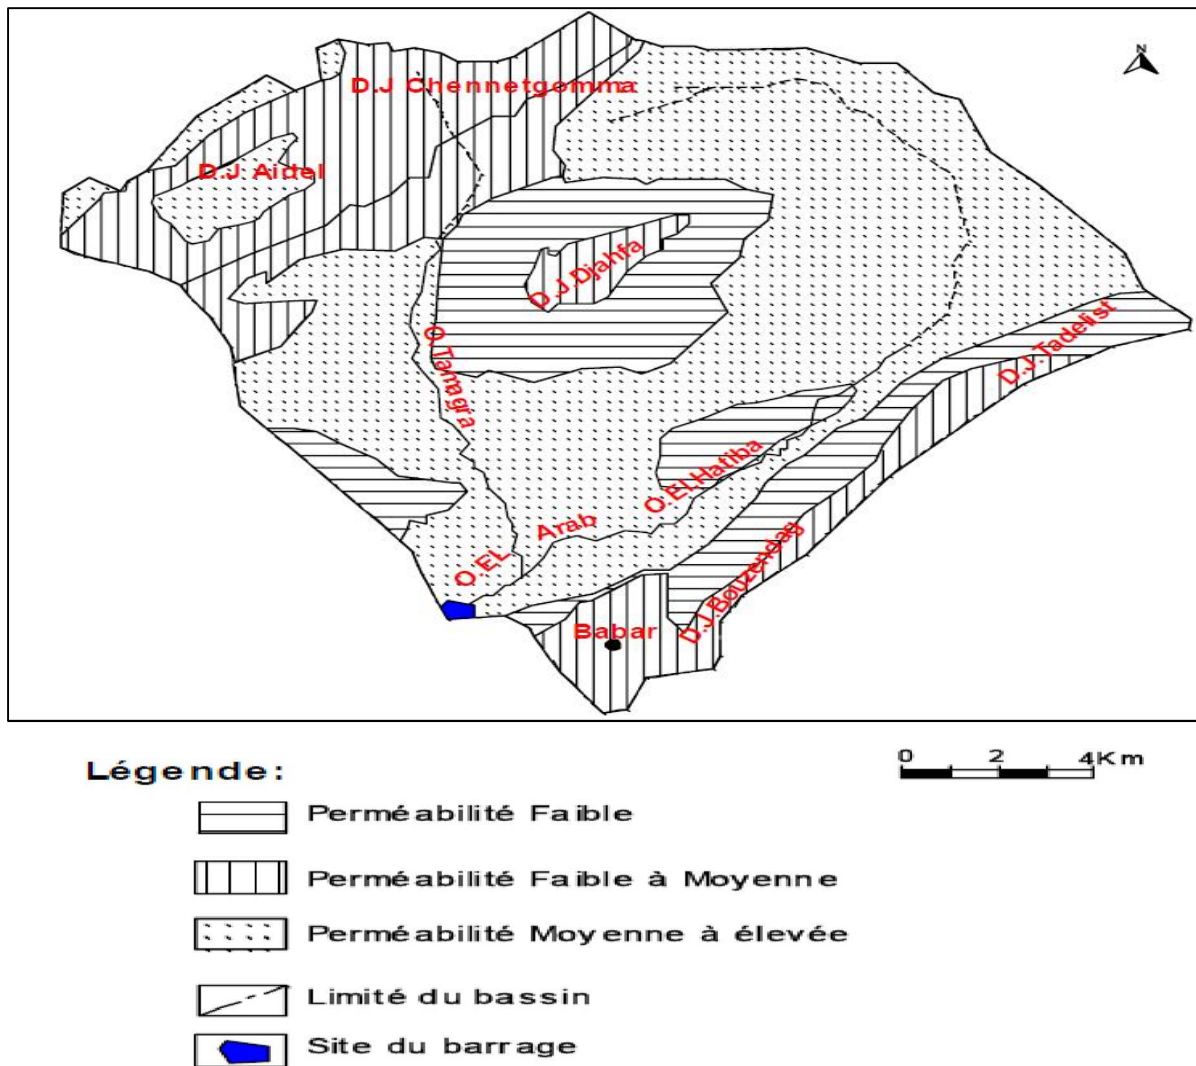 N
D.J Chennetgomma
D.J Aidel
D.J.Djahfa
D.J.Tadelist
O.Tamagra
O.El.Hatiba
O.EL Arab
D.J.Bouzendag
Babar
0 2 4Km
Légende:
Perméabilité Faible
Perméabilité Faible à Moyenne
Perméabilité Moyenne à élevée
Limité du bassin
Site du barrage